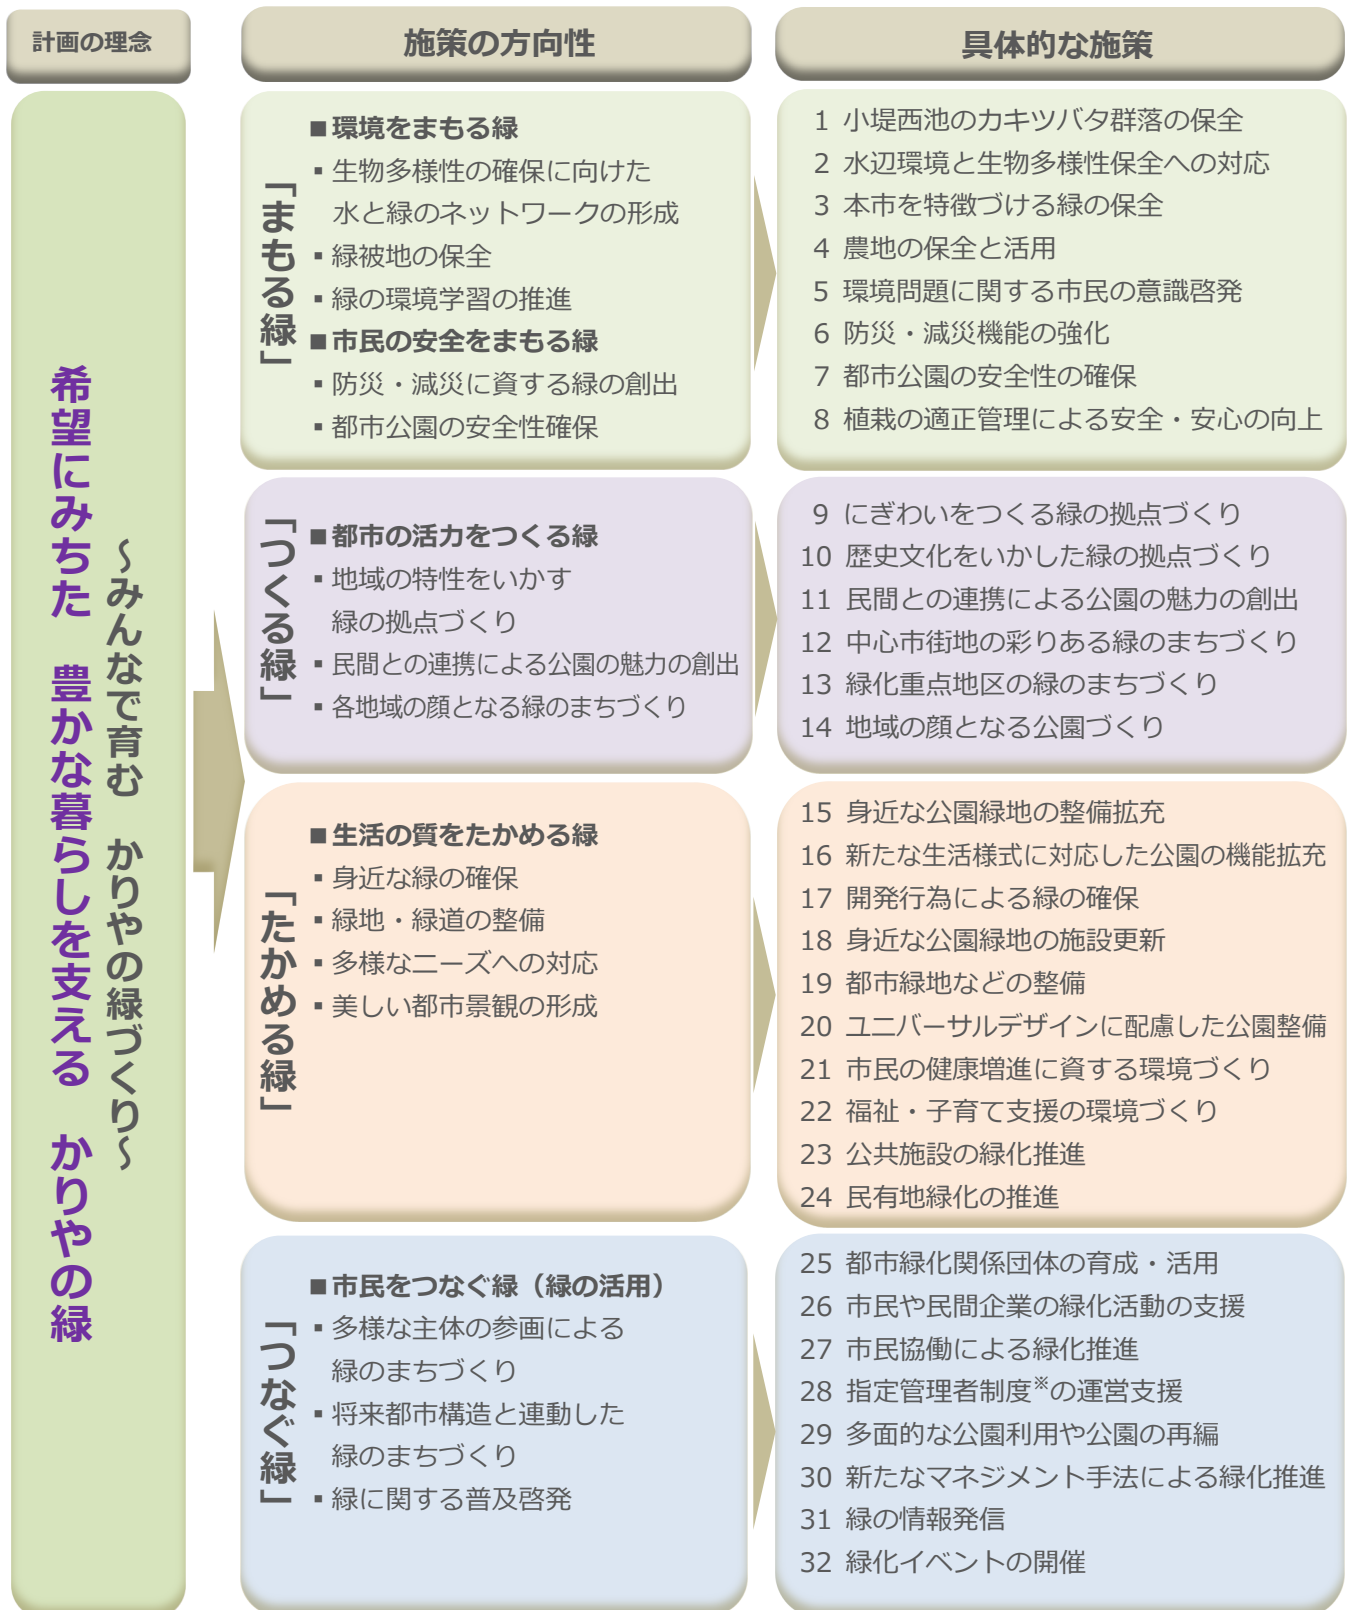 計画の理念
施策の方向性
具体的な施策
希望にみちた 豊かな暮らしを支える かりやの緑
～みんなで育む かりやの緑づくり～
「まもる緑」
■環境をまもる緑
▪生物多様性の確保に向けた
水と緑のネットワークの形成
▪緑被地の保全
▪緑の環境学習の推進
■市民の安全をまもる緑
▪防災・減災に資する緑の創出
▪都市公園の安全性確保
1 小堤西池のカキツバタ群落の保全
2 水辺環境と生物多様性保全への対応
3 本市を特徴づける緑の保全
4 農地の保全と活用
5 環境問題に関する市民の意識啓発
6 防災・減災機能の強化
7 都市公園の安全性の確保
8 植栽の適正管理による安全・安心の向上
「つくる緑」
■都市の活力をつくる緑
▪地域の特性をいかす
緑の拠点づくり
▪民間との連携による公園の魅力の創出
▪各地域の顔となる緑のまちづくり
9 にぎわいをつくる緑の拠点づくり
10 歴史文化をいかした緑の拠点づくり
11 民間との連携による公園の魅力の創出
12 中心市街地の彩りある緑のまちづくり
13 緑化重点地区の緑のまちづくり
14 地域の顔となる公園づくり
「たかめる緑」
■生活の質をたかめる緑
▪身近な緑の確保
▪緑地・緑道の整備
▪多様なニーズへの対応
▪美しい都市景観の形成
15 身近な公園緑地の整備拡充
16 新たな生活様式に対応した公園の機能拡充
17 開発行為による緑の確保
18 身近な公園緑地の施設更新
19 都市緑地などの整備
20 ユニバーサルデザインに配慮した公園整備
21 市民の健康増進に資する環境づくり
22 福祉・子育て支援の環境づくり
23 公共施設の緑化推進
24 民有地緑化の推進
「つなぐ緑」
■市民をつなぐ緑（緑の活用）
▪多様な主体の参画による
緑のまちづくり
▪将来都市構造と連動した
緑のまちづくり
▪緑に関する普及啓発
25 都市緑化関係団体の育成・活用
26 市民や民間企業の緑化活動の支援
27 市民協働による緑化推進
28 指定管理者制度※の運営支援
29 多面的な公園利用や公園の再編
30 新たなマネジメント手法による緑化推進
31 緑の情報発信
32 緑化イベントの開催